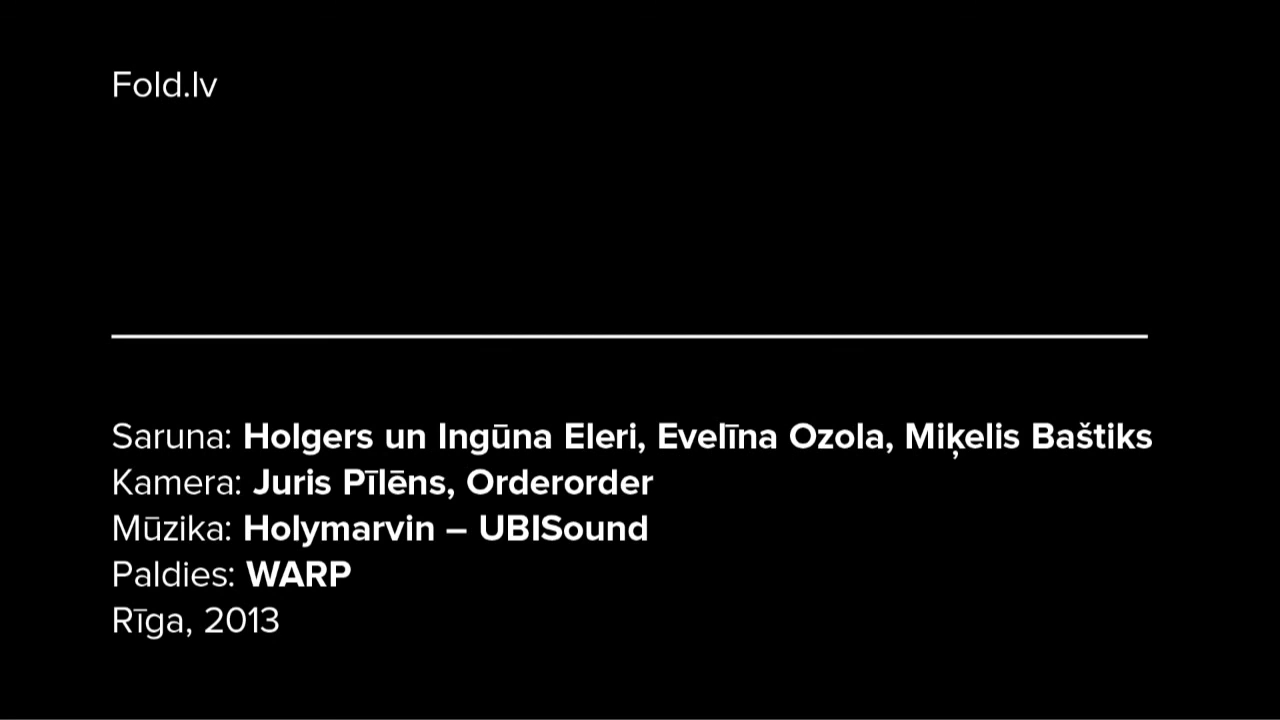 Fold.lv
Saruna: Holgers un Ingūna Eleri, Evelīna Ozola, Miķelis Baštiks
Kamera: Juris Pīlēns, Orderorder
Mūzika: Holymarvin – UBISound
Paldies: WARP
Rīga, 2013